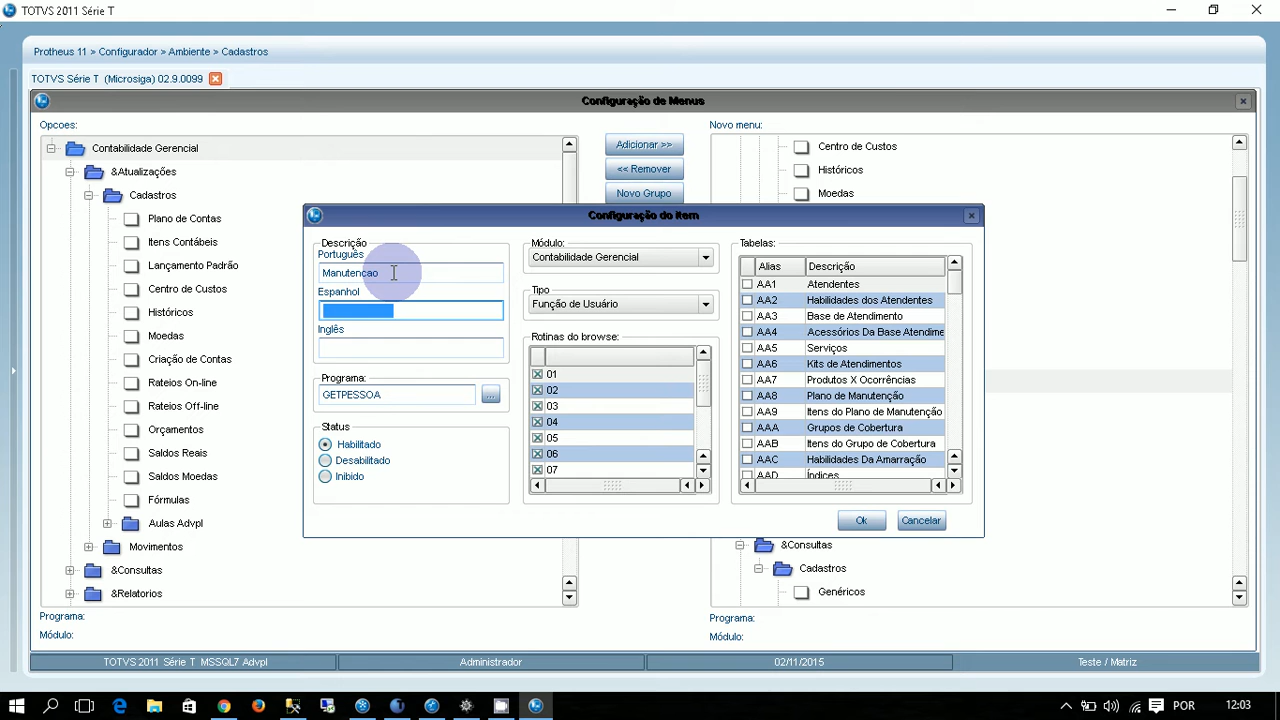 TOTVS 2011 Série T
Protheus 11 » Configurador » Ambiente » Cadastros
TOTVS Série T (Microsiga) 02.9.0099
Configuração de Menus
Opcoes:
Contabilidade Gerencial
&Atualizações
Cadastros
Plano de Contas
Itens Contábeis
Lançamento Padrão
Centro de Custos
Históricos
Moedas
Criação de Contas
Rateios On-line
Rateios Off-line
Orçamentos
Saldos Reais
Saldos Moedas
Fórmulas
Aulas Advpl
Movimentos
&Consultas
&Relatorios
Programa:
Módulo:
Adicionar >>
<< Remover
Novo Grupo
Novo menu:
Centro de Custos
Históricos
Moedas
&Consultas
Cadastros
Genéricos
Programa:
Módulo:
Configuração do Item
Descrição
Português
Manutencao
Espanhol
Inglês
Programa:
GETPESSOA
...
Status
Habilitado
Desabilitado
Inibido
Módulo:
Contabilidade Gerencial
Tipo
Função de Usuário
Rotinas do browse:
01
02
03
04
05
06
07
Tabelas:
Alias Descrição
AA1 Atendentes
AA2 Habilidades dos Atendentes
AA3 Base de Atendimento
AA4 Acessórios Da Base Atendime
AA5 Serviços
AA6 Kits de Atendimentos
AA7 Produtos X Ocorrências
AA8 Plano de Manutenção
AA9 Itens do Plano de Manutenção
AAA Grupos de Cobertura
AAB Itens do Grupo de Cobertura
AAC Habilidades Da Amarração
AAD Índices
Ok
Cancelar
TOTVS 2011 Série T MSSQL7 Advpl
Administrador
02/11/2015
Teste / Matriz
POR
12:03